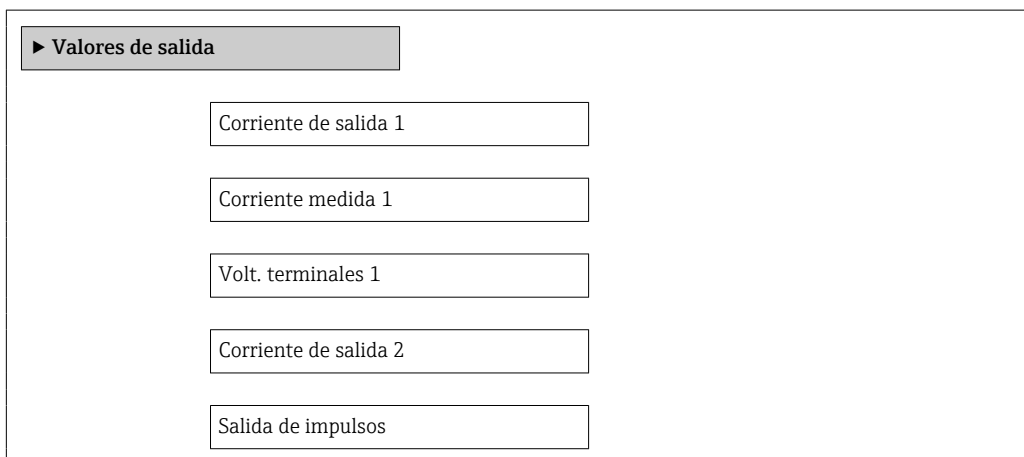 ▶ Valores de salida
Corriente de salida 1
Corriente medida 1
Volt. terminales 1
Corriente de salida 2
Salida de impulsos